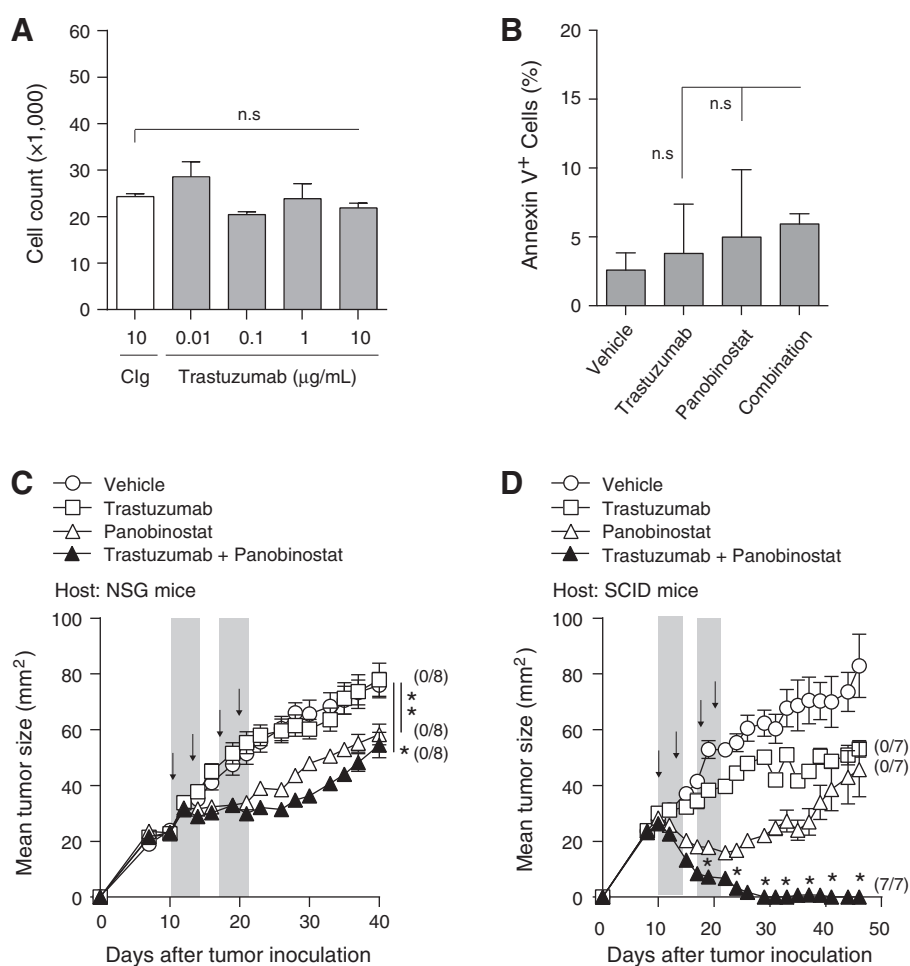 A
Cell count (×1,000)
60
50
40
30
20
10
0
n.s
10 0.01 0.1 1 10
CIg Trastuzumab (μg/mL)
B
Annexin V+ Cells (%)
20
15
10
5
0
n.s
n.s
Vehicle
Trastuzumab
Panobinostat
Combination
C
Vehicle
Trastuzumab
Panobinostat
Trastuzumab + Panobinostat
Host: NSG mice
Mean tumor size (mm2)
100
80
60
40
20
0
(0/8)
*
*
(0/8)
* (0/8)
0 10 20 30 40
Days after tumor inoculation
D
Vehicle
Trastuzumab
Panobinostat
Trastuzumab + Panobinostat
Host: SCID mice
Mean tumor size (mm2)
100
80
60
40
20
0
(0/7)
(0/7)
* * * * * * *
(7/7)
0 10 20 30 40 50
Days after tumor inoculation